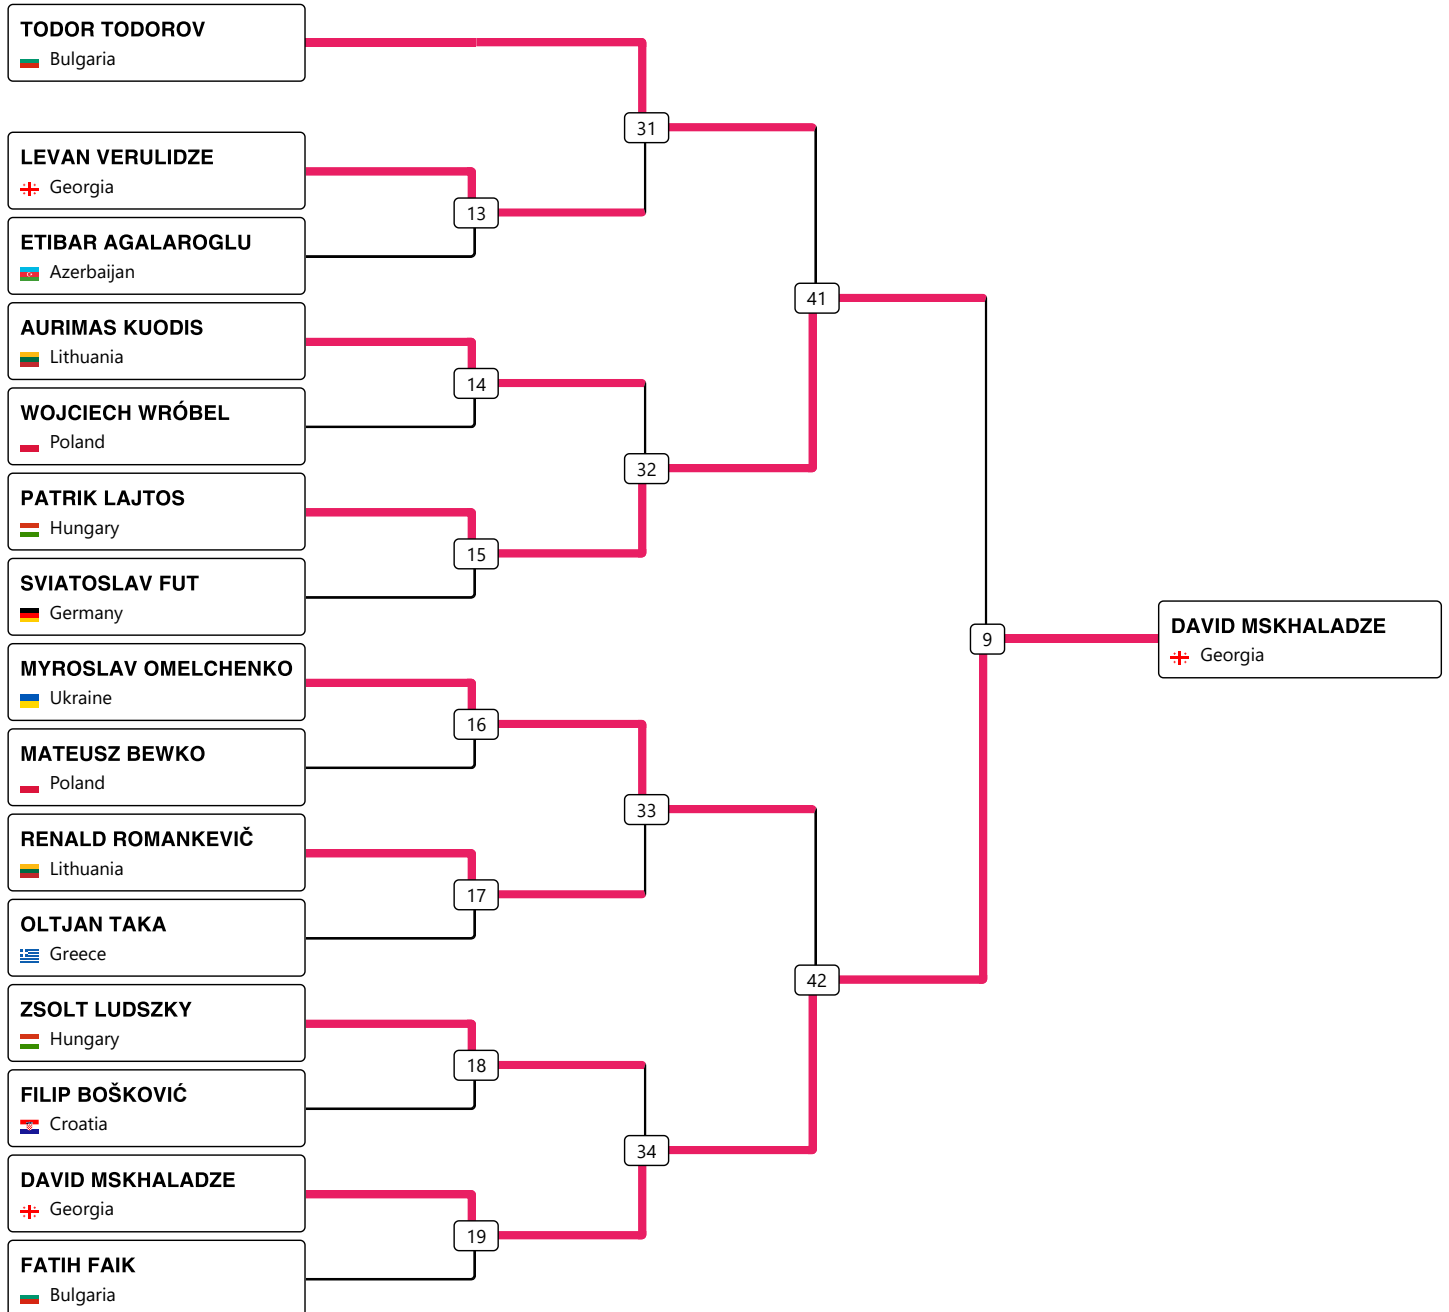 TODOR TODOROV
Bulgaria
31
LEVAN VERULIDZE
Georgia
13
ETIBAR AGALAROGLU
Azerbaijan
41
AURIMAS KUODIS
Lithuania
14
WOJCIECH WRÓBEL
Poland
32
PATRIK LAJTOS
Hungary
15
SVIATOSLAV FUT
Germany
9
DAVID MSKHALADZE
Georgia
MYROSLAV OMELCHENKO
Ukraine
16
MATEUSZ BEWKO
Poland
33
RENALD ROMANKEVIČ
Lithuania
17
OLTJAN TAKA
Greece
42
ZSOLT LUDSZKY
Hungary
18
FILIP BOŠKOVIĆ
Croatia
34
DAVID MSKHALADZE
Georgia
19
FATIH FAIK
Bulgaria